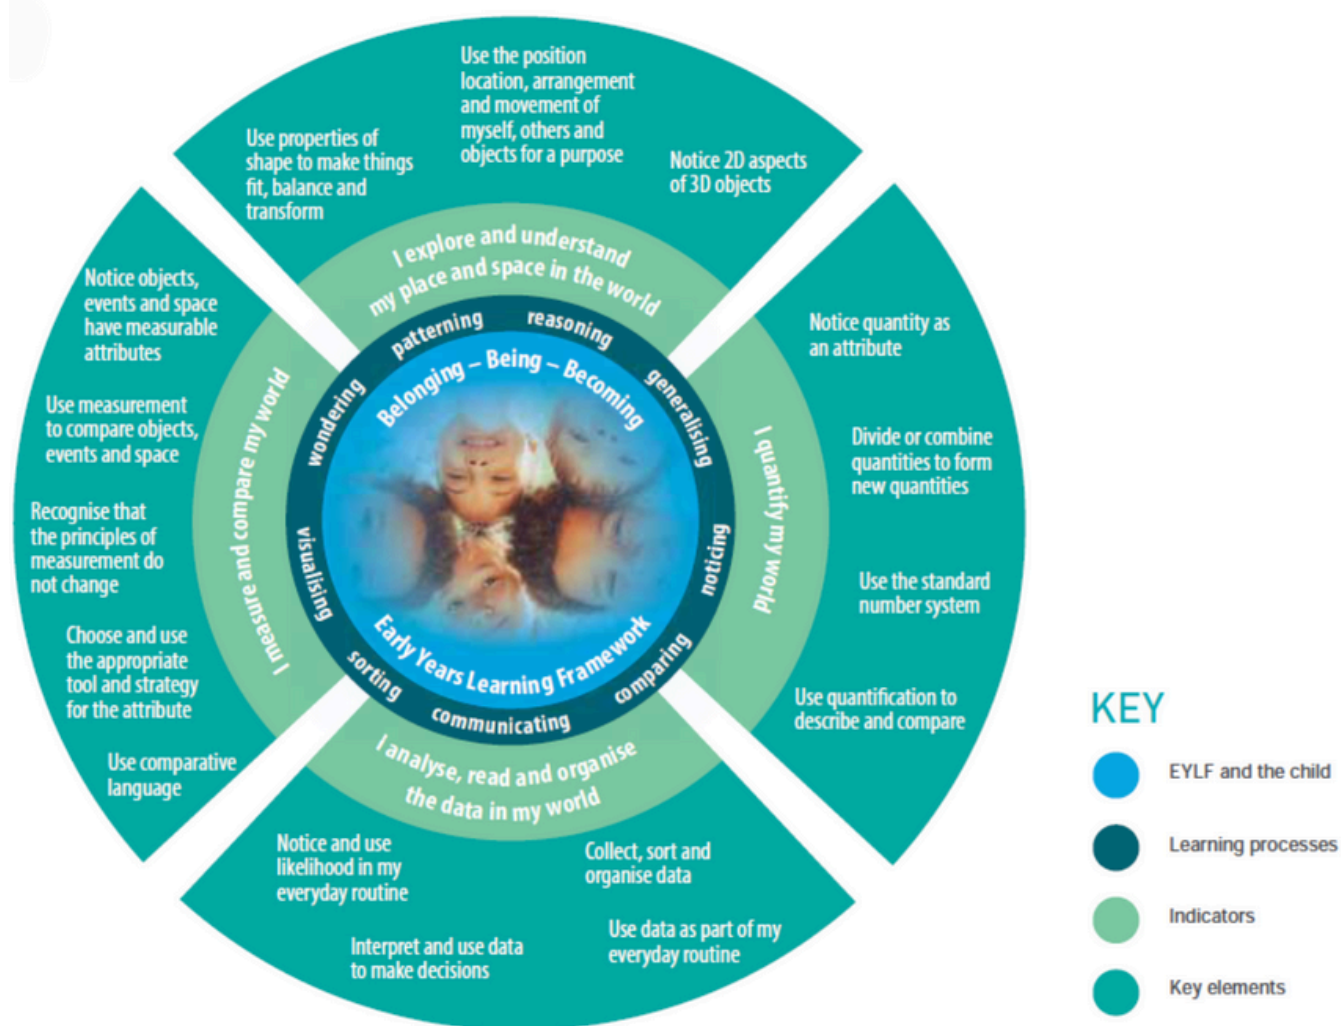 Use the position
location, arrangement
and movement of
myself, others and
objects for a purpose
Use properties of
shape to make things
fit, balance and
transform
Notice 2D aspects
of 3D objects
I explore and understand
my place and space in the world
Notice objects,
events and space
have measurable
attributes
Use measurement
to compare objects,
events and space
Recognise that
the principles of
measurement do
not change
Choose and use
the appropriate
tool and strategy
for the attribute
Use comparative
language
I measure and compare my world
Notice quantity as
an attribute
Divide or combine
quantities to form
new quantities
Use the standard
number system
Use quantification to
describe and compare
I quantify my world
patterning
reasoning
generalising
noticing
comparing
communicating
sorting
visualising
wondering
Belonging – Being – Becoming
Early Years Learning Framework
I analyse, read and organise
the data in my world
Notice and use
likelihood in my
everyday routine
Interpret and use data
to make decisions
Collect, sort and
organise data
Use data as part of my
everyday routine
KEY
EYLF and the child
Learning processes
Indicators
Key elements